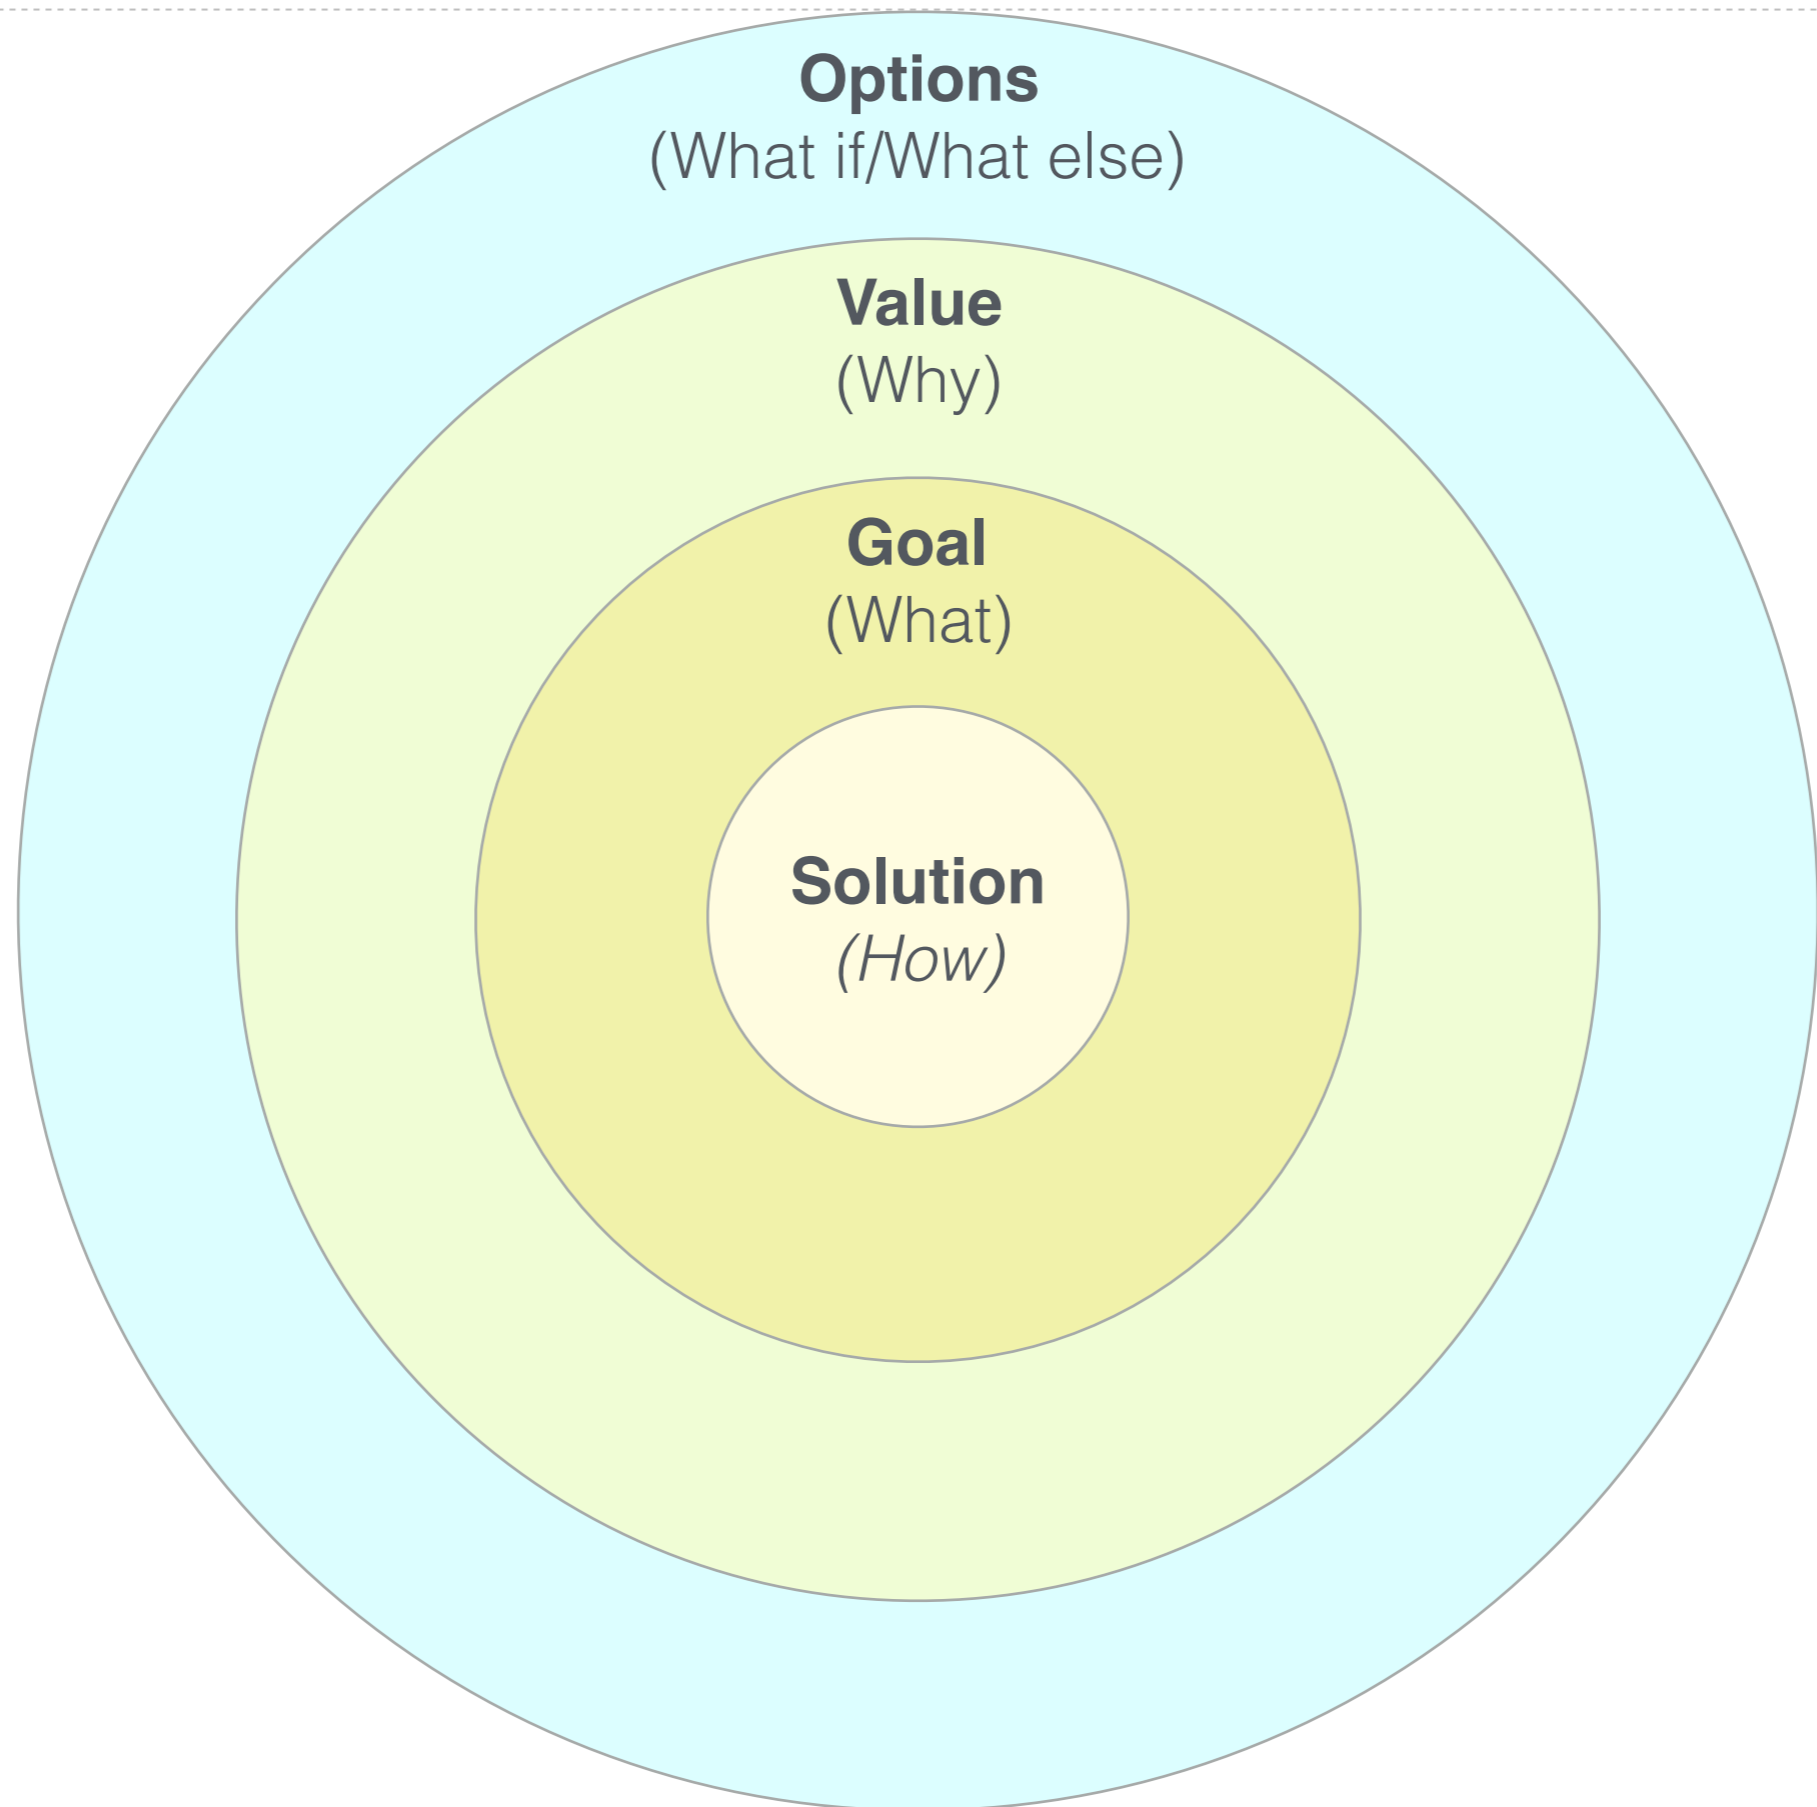 Options
(What if/What else)
Value
(Why)
Goal
(What)
Solution
(How)